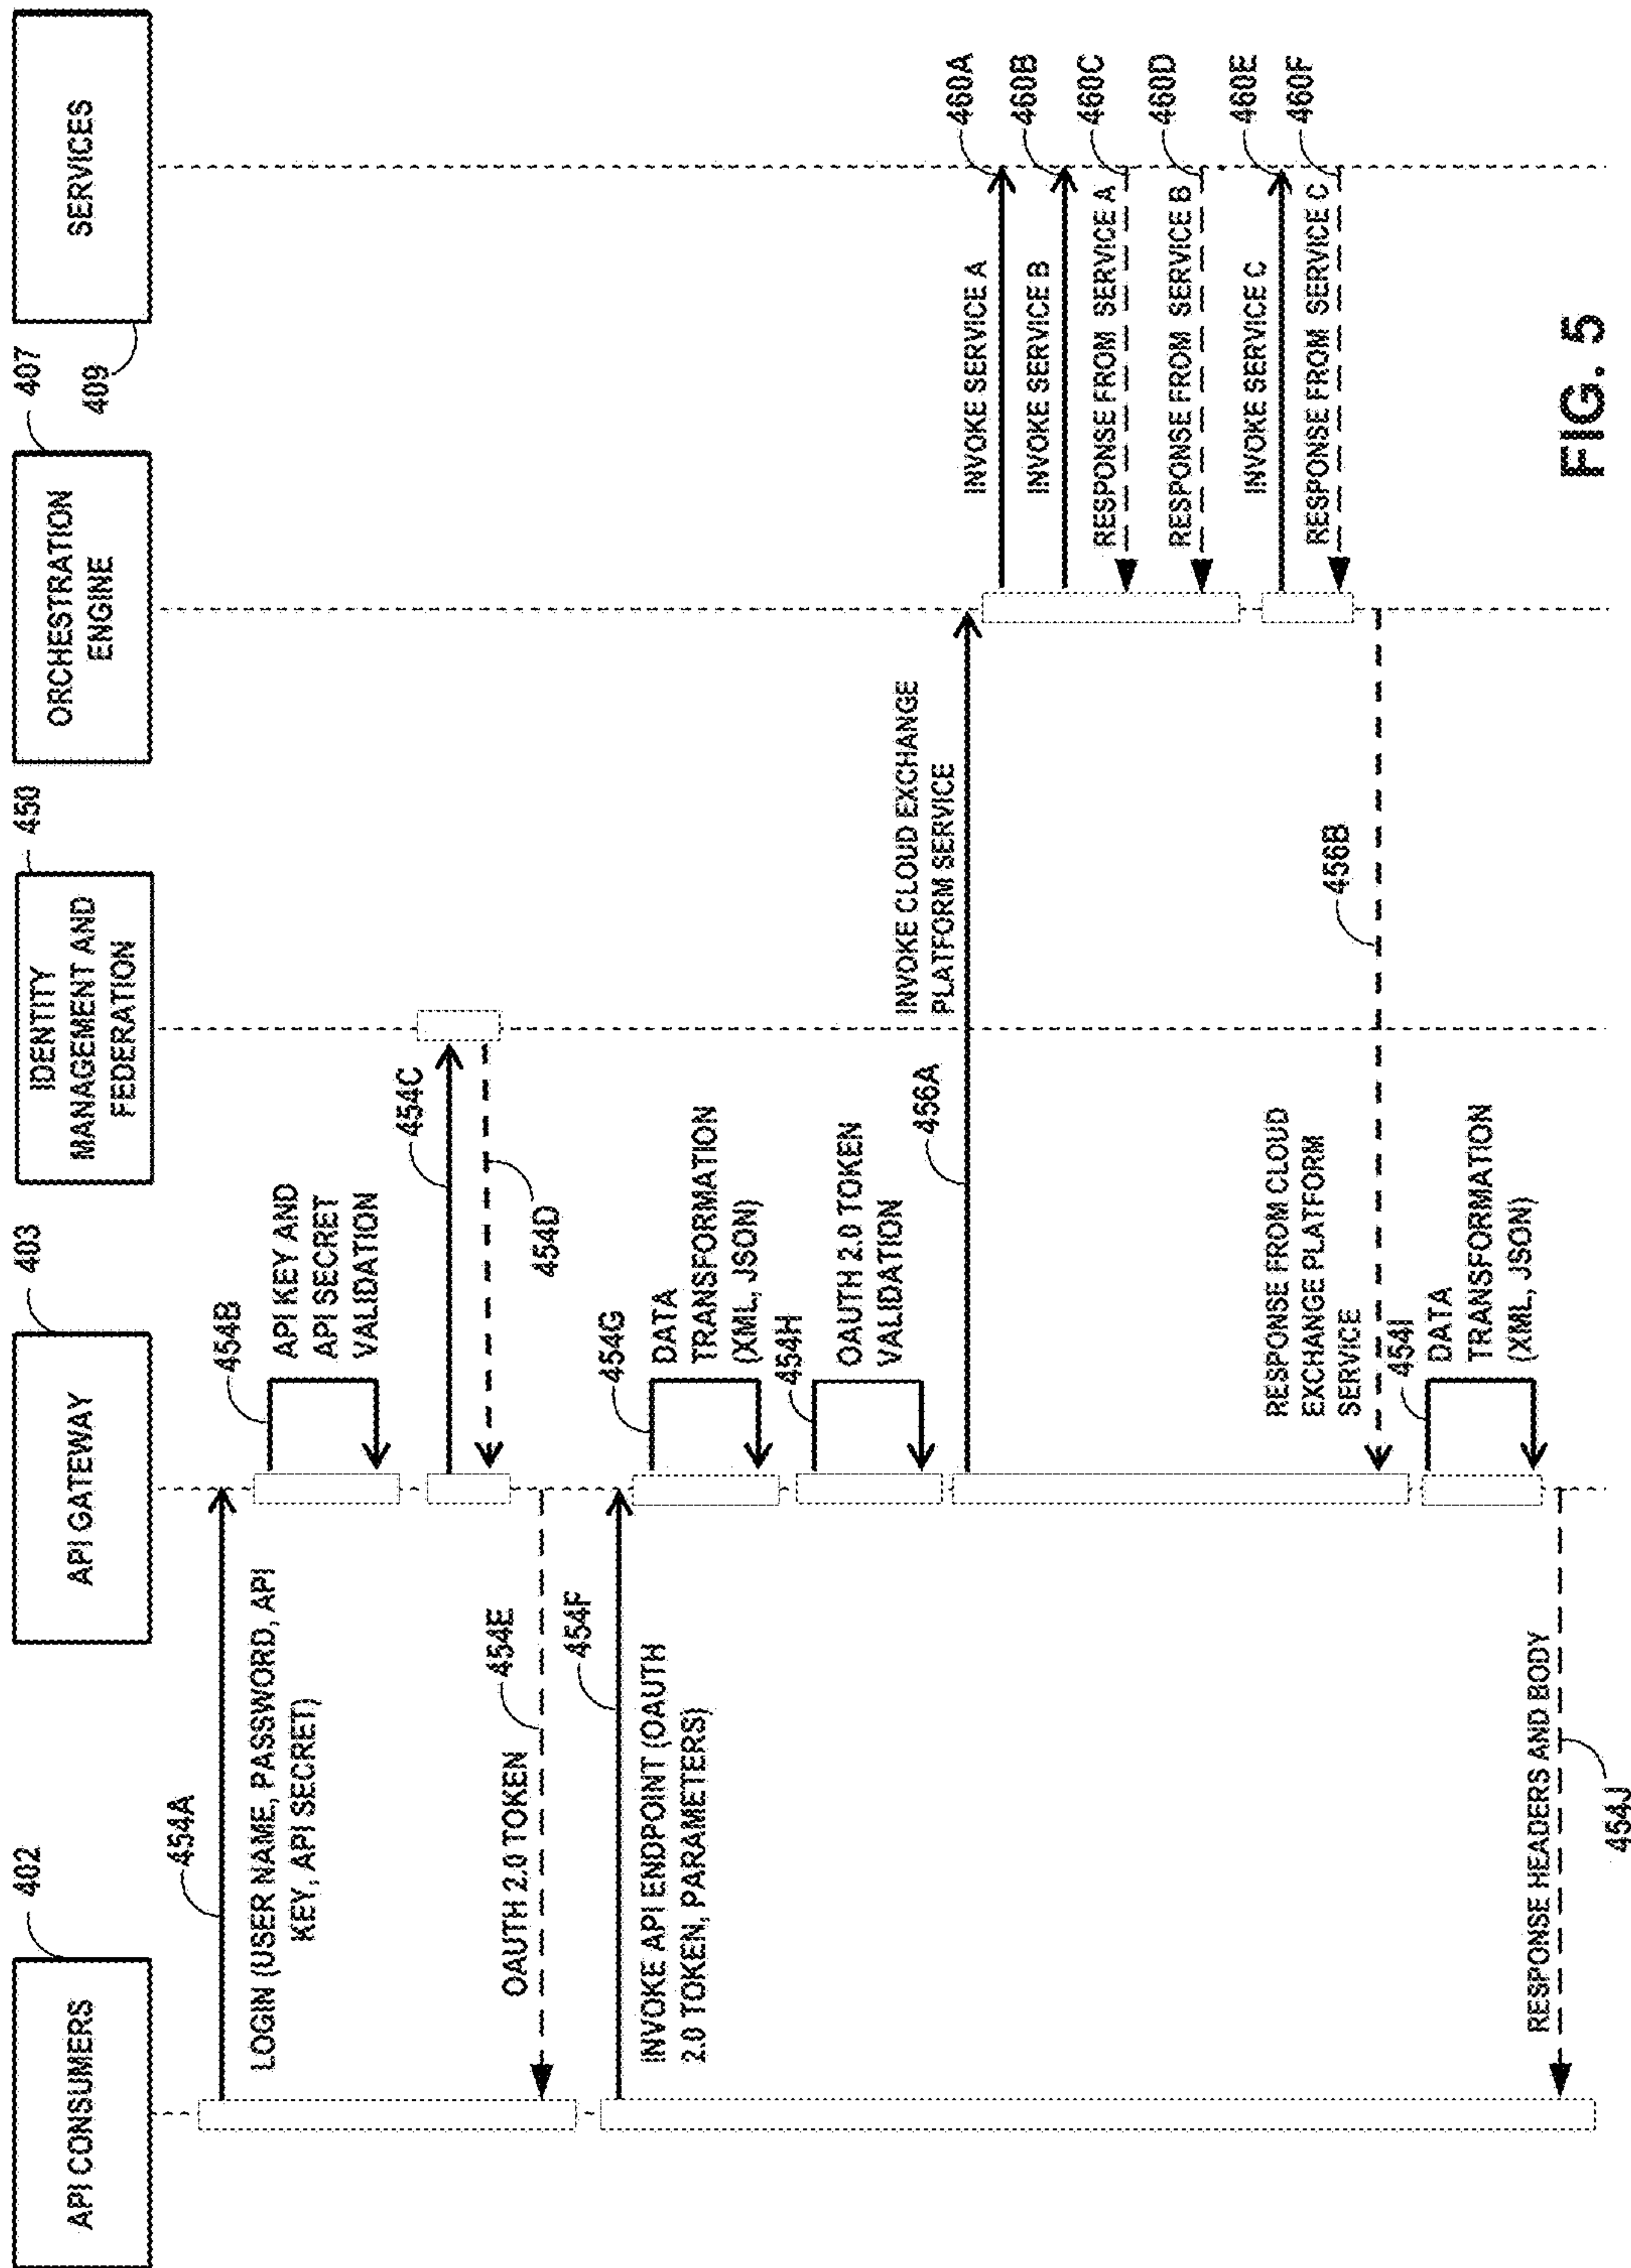 402
API CONSUMERS
403
API GATEWAY
450
IDENTITY
MANAGEMENT AND
FEDERATION
407
ORCHESTRATION
ENGINE
409
SERVICES
454A
LOGIN (USER NAME, PASSWORD, API
KEY, API SECRET)
454B
API KEY AND
API SECRET
VALIDATION
454C
454D
454E
OAUTH 2.0 TOKEN
454F
INVOKE API ENDPOINT (OAUTH
2.0 TOKEN, PARAMETERS)
454G
DATA
TRANSFORMATION
(XML, JSON)
454H
OAUTH 2.0 TOKEN
VALIDATION
456A
INVOKE CLOUD EXCHANGE
PLATFORM SERVICE
INVOKE SERVICE A
460A
INVOKE SERVICE B
460B
RESPONSE FROM SERVICE A
460C
RESPONSE FROM SERVICE B
460D
INVOKE SERVICE C
460E
RESPONSE FROM SERVICE C
460F
RESPONSE FROM CLOUD
EXCHANGE PLATFORM
SERVICE
456B
454I
DATA
TRANSFORMATION
(XML, JSON)
RESPONSE HEADERS AND BODY
454J
FIG. 5